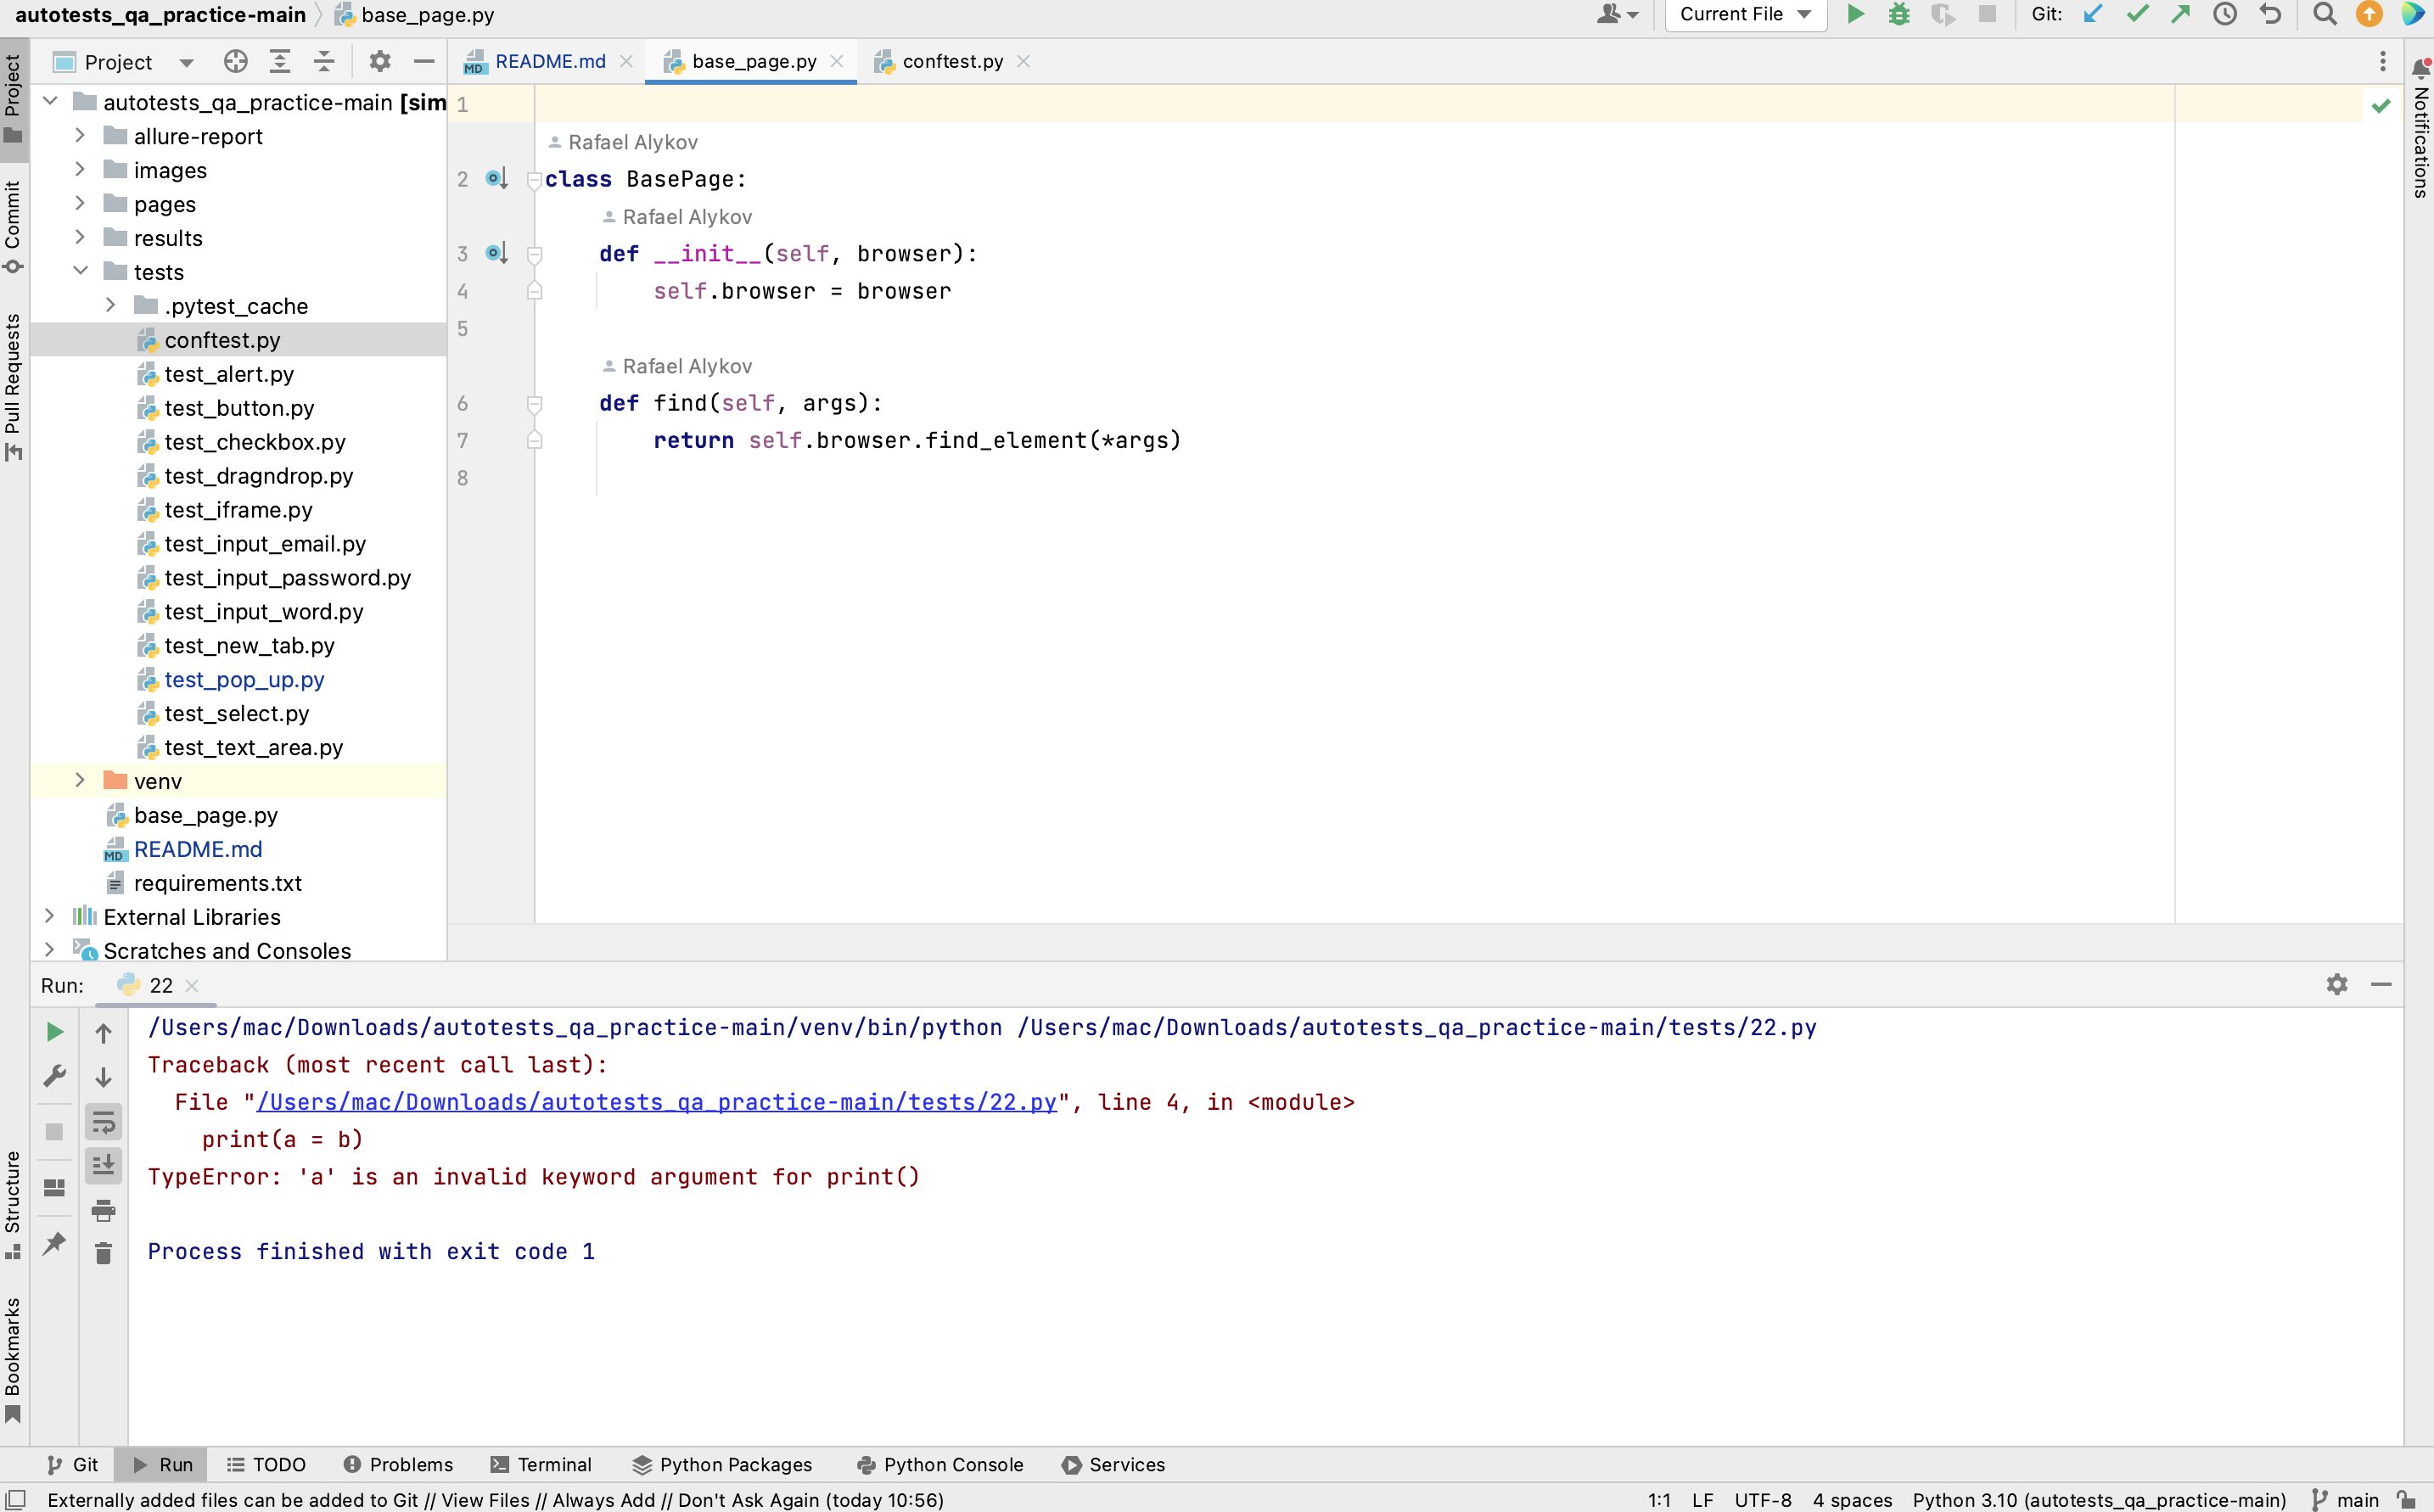 autotests_qa_practice-main base_page.py Current File Git:
Project
README.md base_page.py conftest.py
Project
Commit
Pull Requests
Structure
Bookmarks
Notifications
autotests_qa_practice-main [sim
allure-report
images
pages
results
tests
.pytest_cache
conftest.py
test_alert.py
test_button.py
test_checkbox.py
test_dragndrop.py
test_iframe.py
test_input_email.py
test_input_password.py
test_input_word.py
test_new_tab.py
test_pop_up.py
test_select.py
test_text_area.py
venv
base_page.py
README.md
requirements.txt
External Libraries
Scratches and Consoles
1
Rafael Alykov
2 class BasePage:
Rafael Alykov
3 def __init__(self, browser):
4 self.browser = browser
5
Rafael Alykov
6 def find(self, args):
7 return self.browser.find_element(*args)
8
Run: 22
/Users/mac/Downloads/autotests_qa_practice-main/venv/bin/python /Users/mac/Downloads/autotests_qa_practice-main/tests/22.py
Traceback (most recent call last):
File "/Users/mac/Downloads/autotests_qa_practice-main/tests/22.py", line 4, in <module>
print(a = b)
TypeError: 'a' is an invalid keyword argument for print()
Process finished with exit code 1
Git Run TODO Problems Terminal Python Packages Python Console Services
Externally added files can be added to Git // View Files // Always Add // Don't Ask Again (today 10:56) 1:1 LF UTF-8 4 spaces Python 3.10 (autotests_qa_practice-main) main